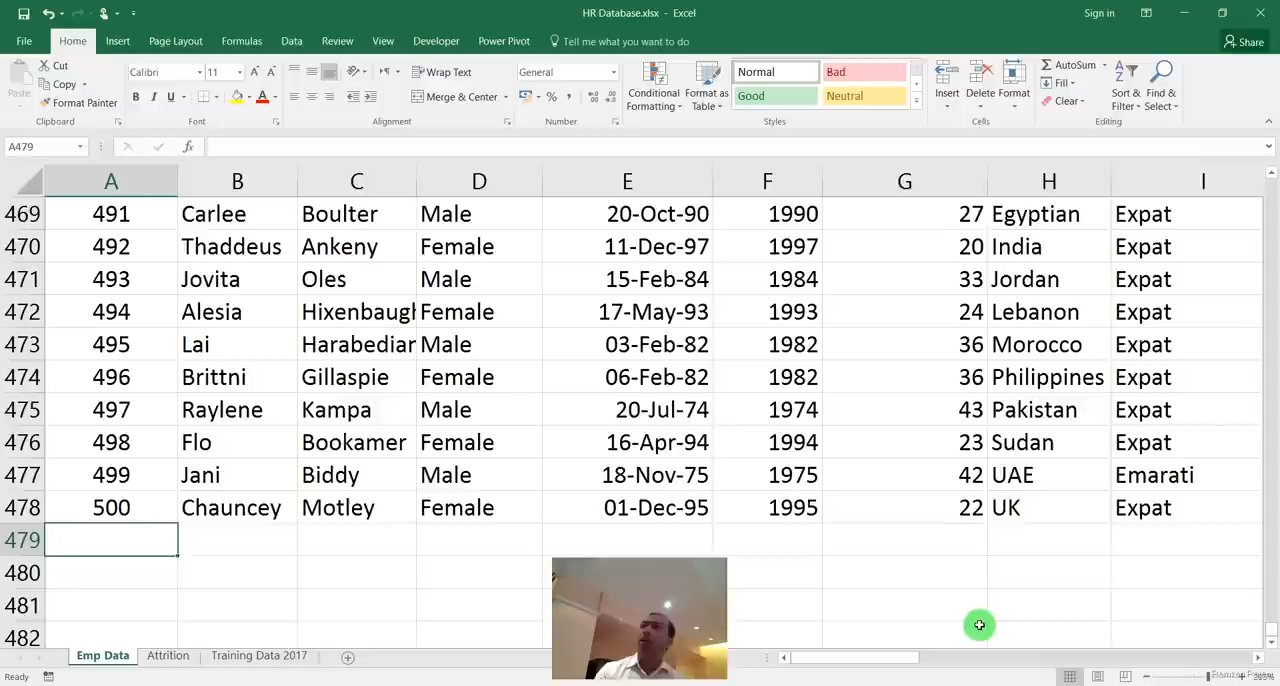 HR Database.xlsx - Excel
Sign in
File Home Insert Page Layout Formulas Data Review View Developer Power Pivot Tell me what you want to do Share
Paste
Cut
Copy
Format Painter
Clipboard
Calibri 11
B I U
Font
Wrap Text
Merge & Center
Alignment
General
%
Number
Conditional Formatting
Format as Table
Normal Bad
Good Neutral
Styles
Insert Delete Format
Cells
AutoSum
Fill
Clear
Sort & Filter
Find & Select
Editing
A479 fx
A B C D E F G H I
469 491 Carlee Boulter Male 20-Oct-90 1990 27 Egyptian Expat
470 492 Thaddeus Ankeny Female 11-Dec-97 1997 20 India Expat
471 493 Jovita Oles Male 15-Feb-84 1984 33 Jordan Expat
472 494 Alesia Hixenbaugh Female 17-May-93 1993 24 Lebanon Expat
473 495 Lai Harabedian Male 03-Feb-82 1982 36 Morocco Expat
474 496 Brittni Gillaspie Female 06-Feb-82 1982 36 Philippines Expat
475 497 Raylene Kampa Male 20-Jul-74 1974 43 Pakistan Expat
476 498 Flo Bookamer Female 16-Apr-94 1994 23 Sudan Expat
477 499 Jani Biddy Male 18-Nov-75 1975 42 UAE Emarati
478 500 Chauncey Motley Female 01-Dec-95 1995 22 UK Expat
479
480
481
482
Emp Data Attrition Training Data 2017
Ready